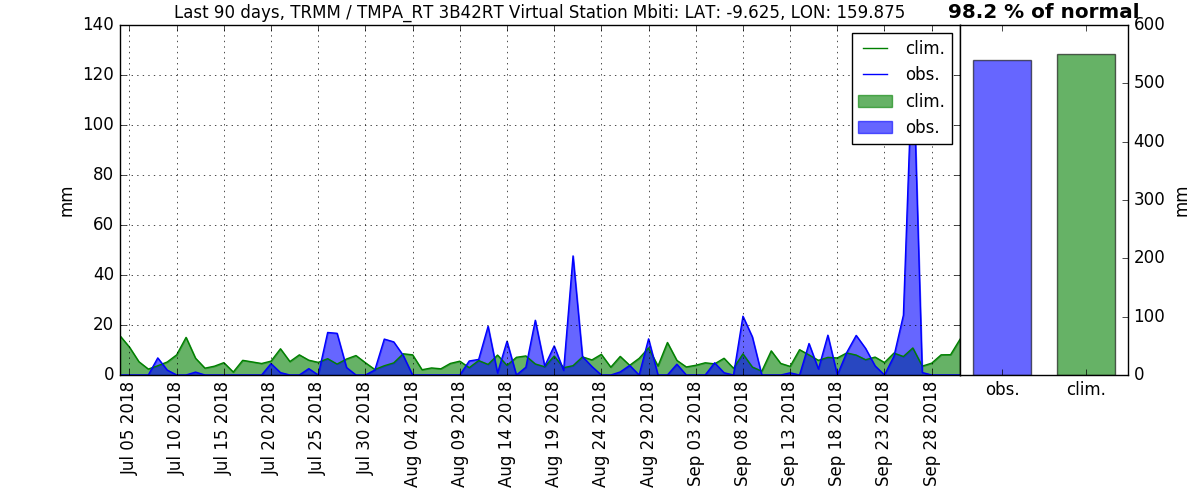 Last 90 days, TRMM / TMPA_RT 3B42RT Virtual Station Mbiti: LAT: -9.625, LON: 159.875
98.2 % of normal
140
120
100
80
60
40
20
0
mm
clim.
obs.
clim.
obs.
600
500
400
300
200
100
0
mm
obs.
clim.
Jul 05 2018
Jul 10 2018
Jul 15 2018
Jul 20 2018
Jul 25 2018
Jul 30 2018
Aug 04 2018
Aug 09 2018
Aug 14 2018
Aug 19 2018
Aug 24 2018
Aug 29 2018
Sep 03 2018
Sep 08 2018
Sep 13 2018
Sep 18 2018
Sep 23 2018
Sep 28 2018